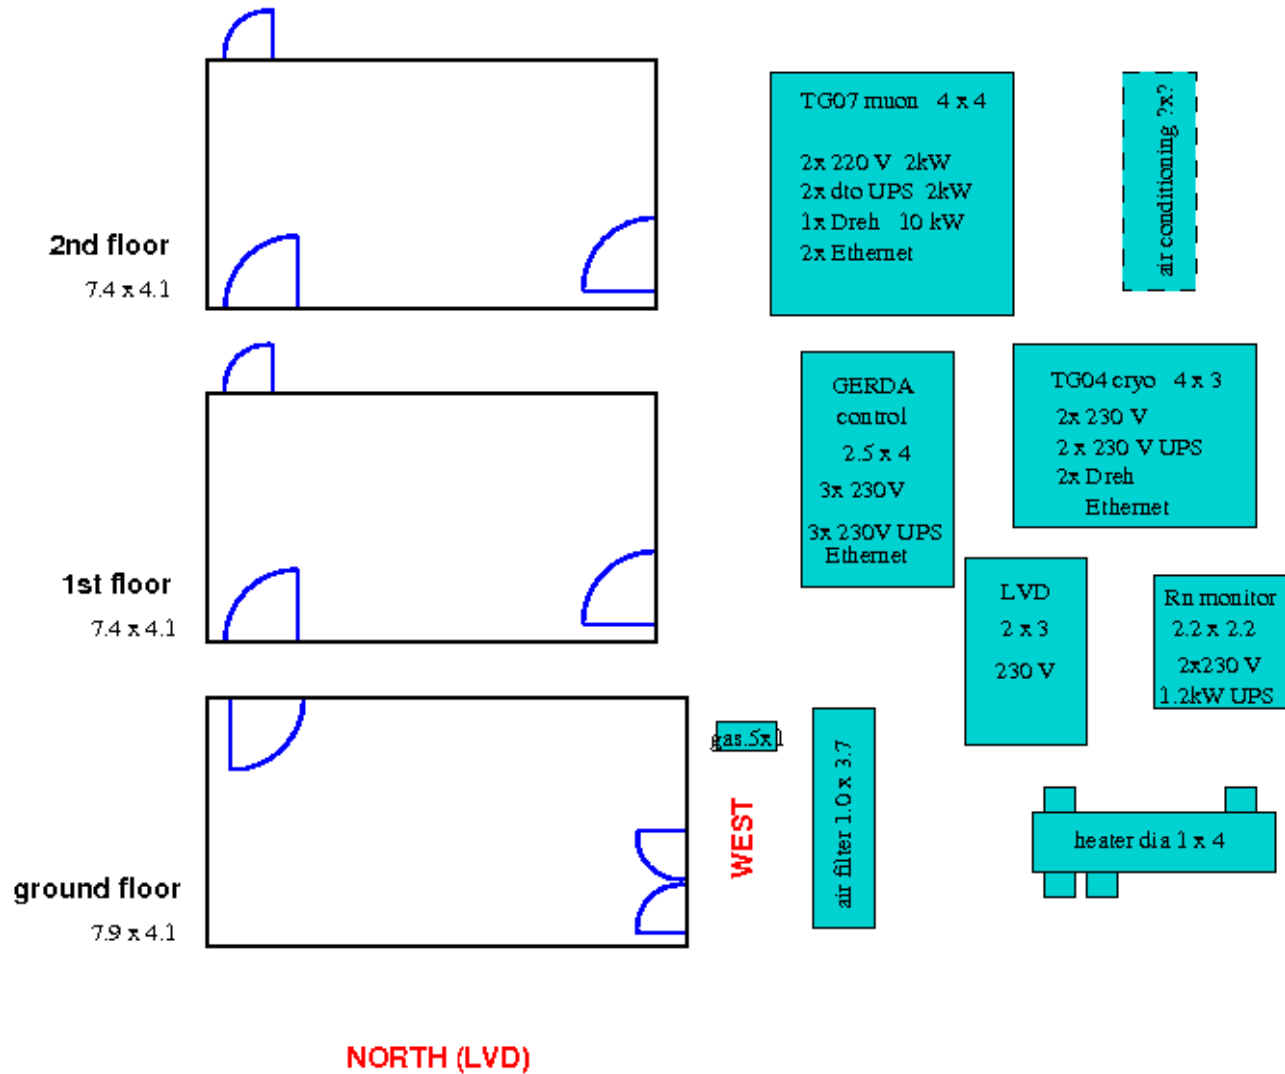 TG07 muon 4 x 4
2x 220 V 2kW
2x dto UPS 2kW
1x Dreh 10 kW
2x Ethernet
air conditioning ?x?
2nd floor
7.4 x 4.1
GERDA
control
2.5 x 4
3x 230V
3x 230V UPS
Ethernet
TG04 cryo 4 x 3
2x 230 V
2 x 230 V UPS
2x Dreh
Ethernet
1st floor
7.4 x 4.1
LVD
2 x 3
230 V
Rn monitor
2.2 x 2.2
2x230 V
1.2kW UPS
gas.5x1
WEST
air filter 1.0 x 3.7
heater dia 1 x 4
ground floor
7.9 x 4.1
NORTH (LVD)